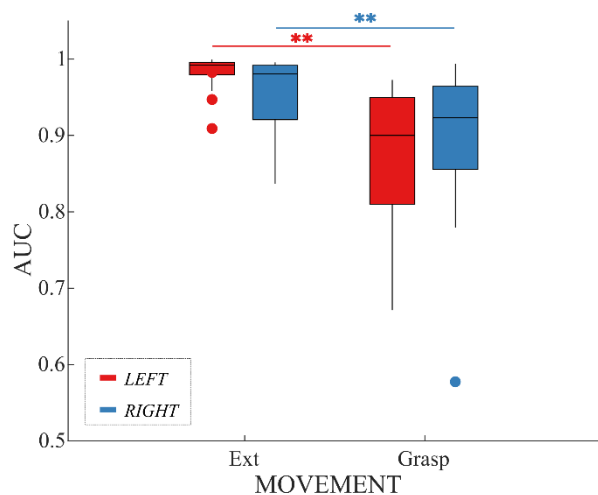 **
**
1
0.9
0.8
0.7
0.6
0.5
AUC
LEFT
RIGHT
Ext Grasp
MOVEMENT